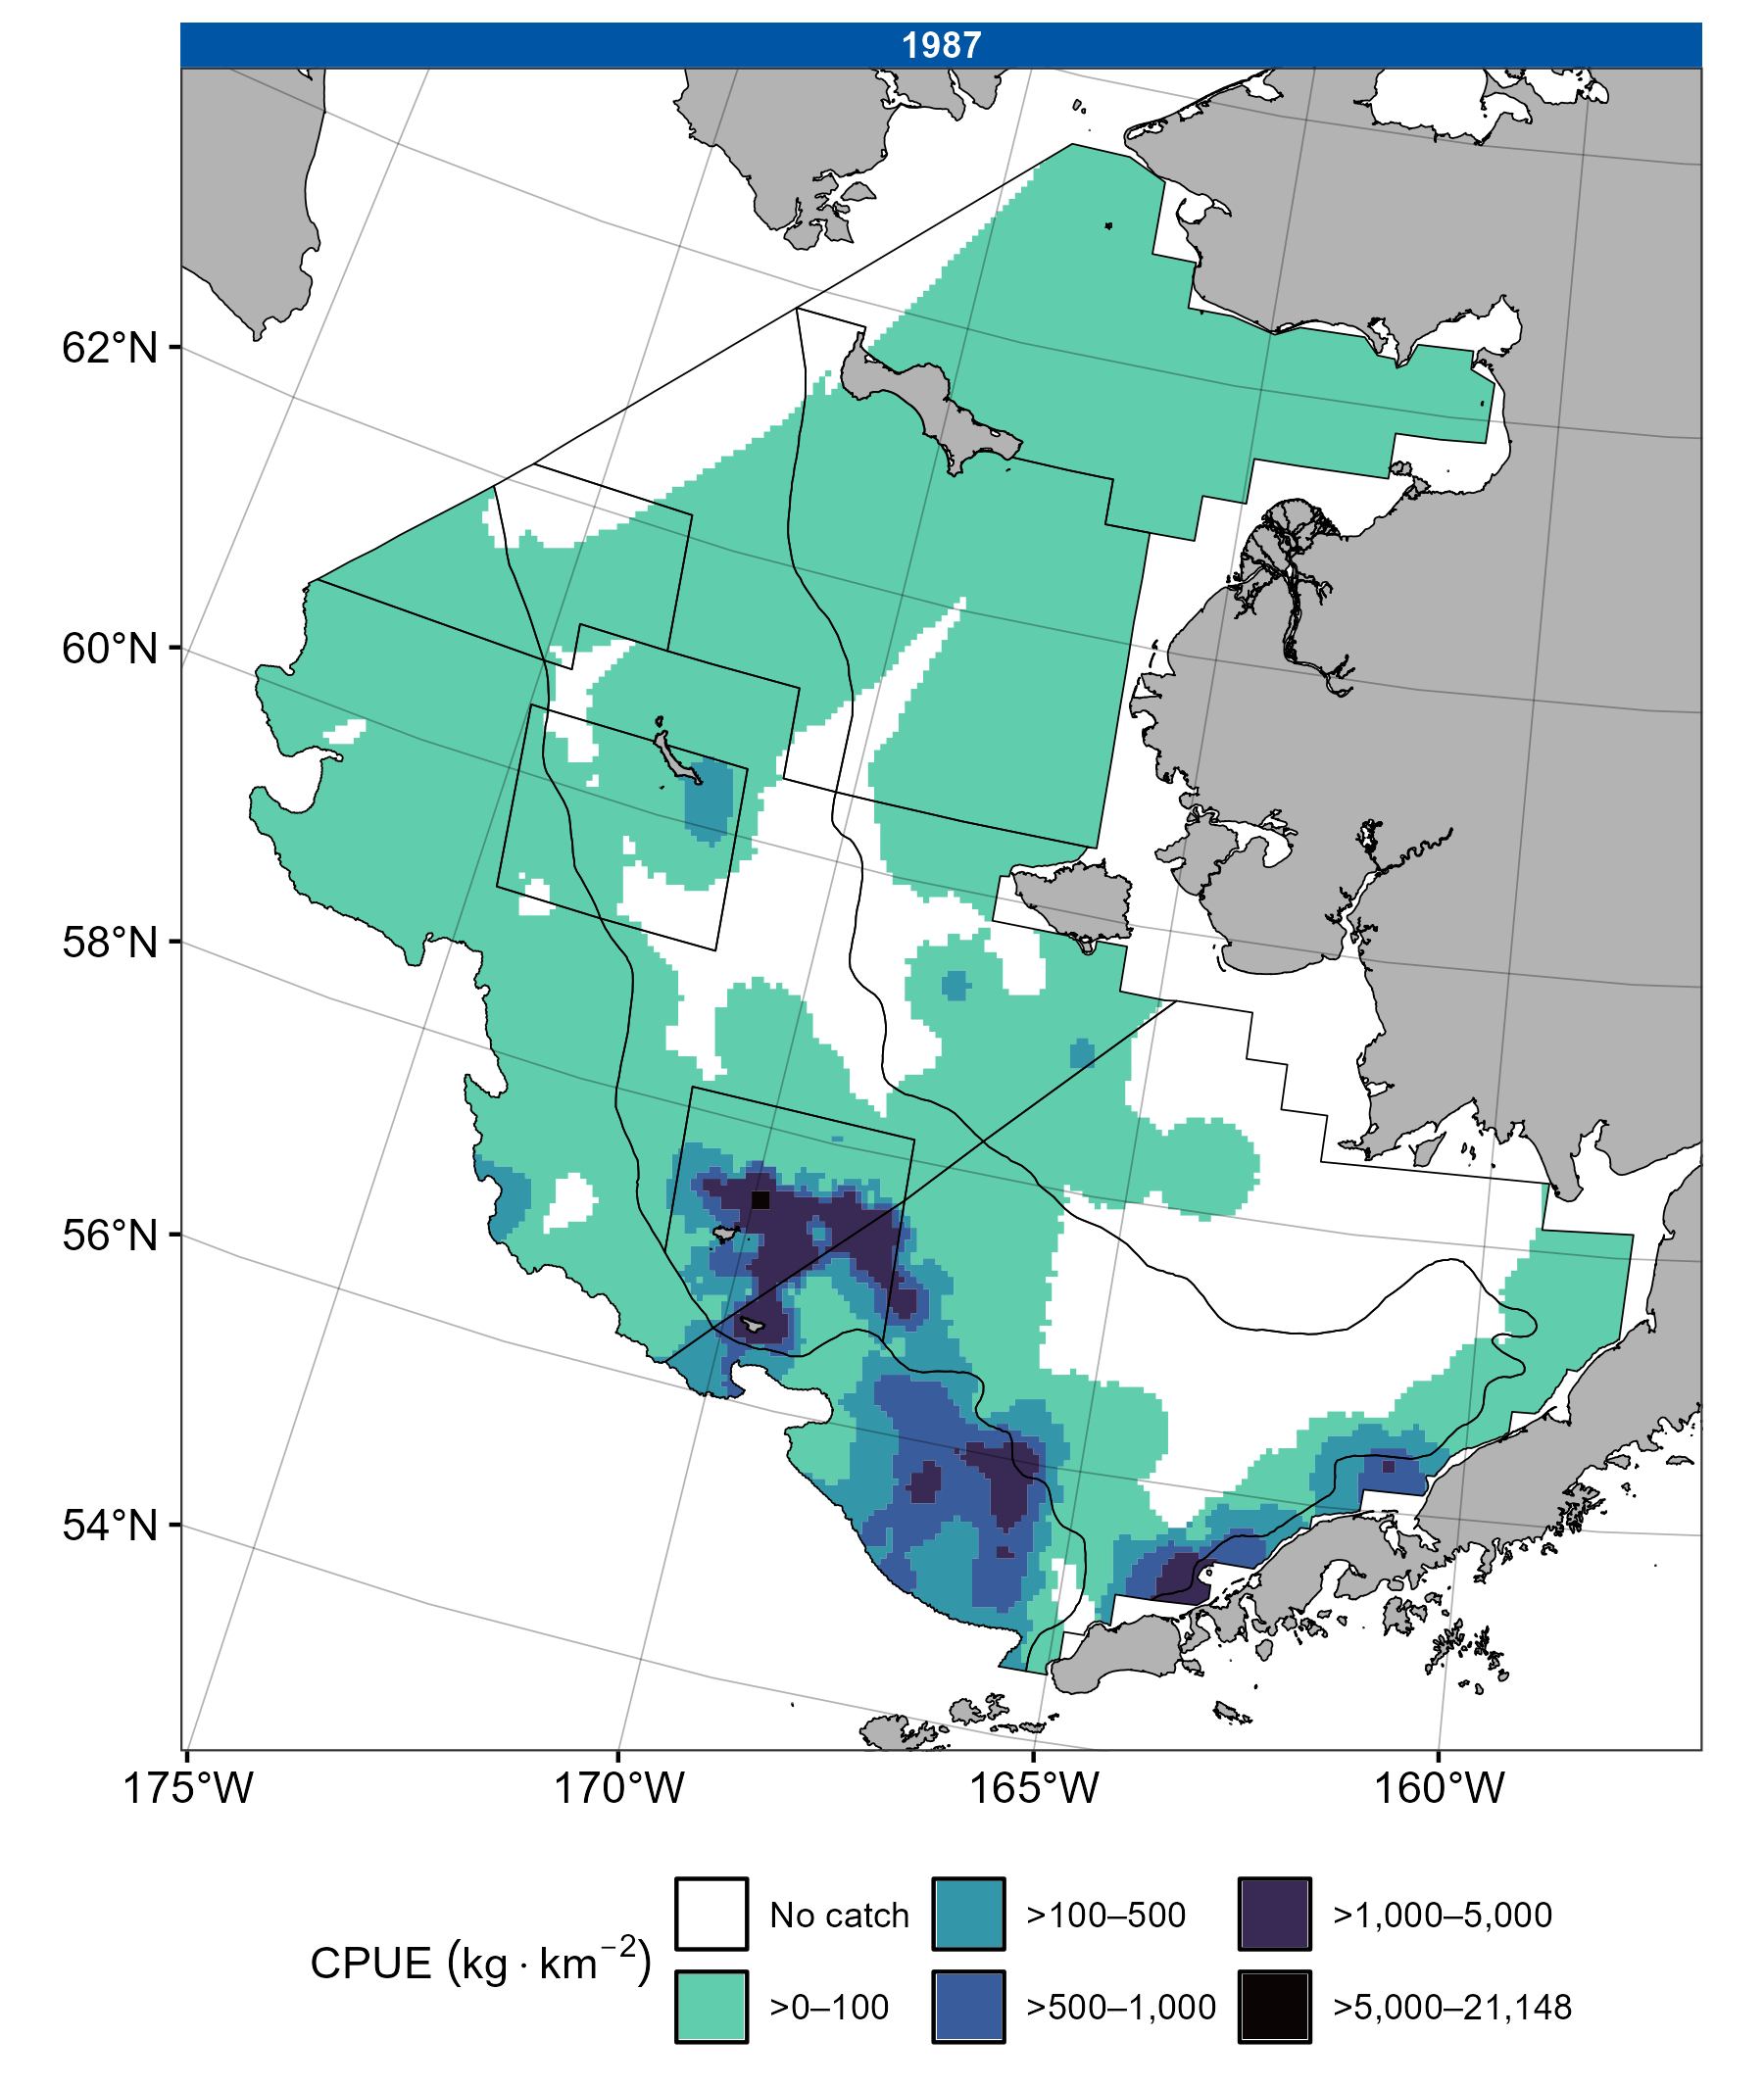 1987
62°N
60°N
58°N
56°N
54°N
175°W 170°W 165°W 160°W
CPUE (kg · km⁻²)
No catch >100–500 >1,000–5,000
>0–100 >500–1,000 >5,000–21,148